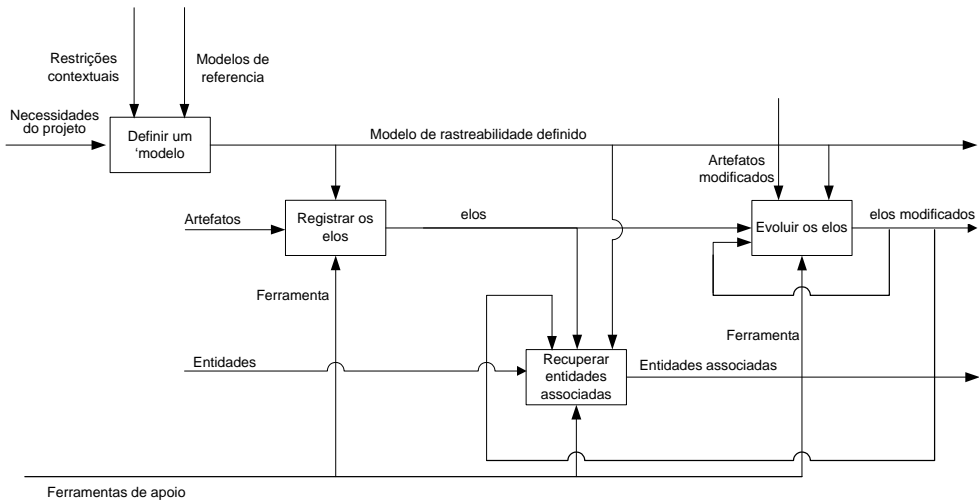 Restrições
contextuais
Modelos de
referencia
Necessidades
do projeto
Definir um
‘modelo
Modelo de rastreabilidade definido
Artefatos
modificados
Artefatos
Registrar os
elos
elos
Evoluir os elos
elos modificados
Ferramenta
Ferramenta
Entidades
Recuperar
entidades
associadas
Entidades associadas
Ferramentas de apoio